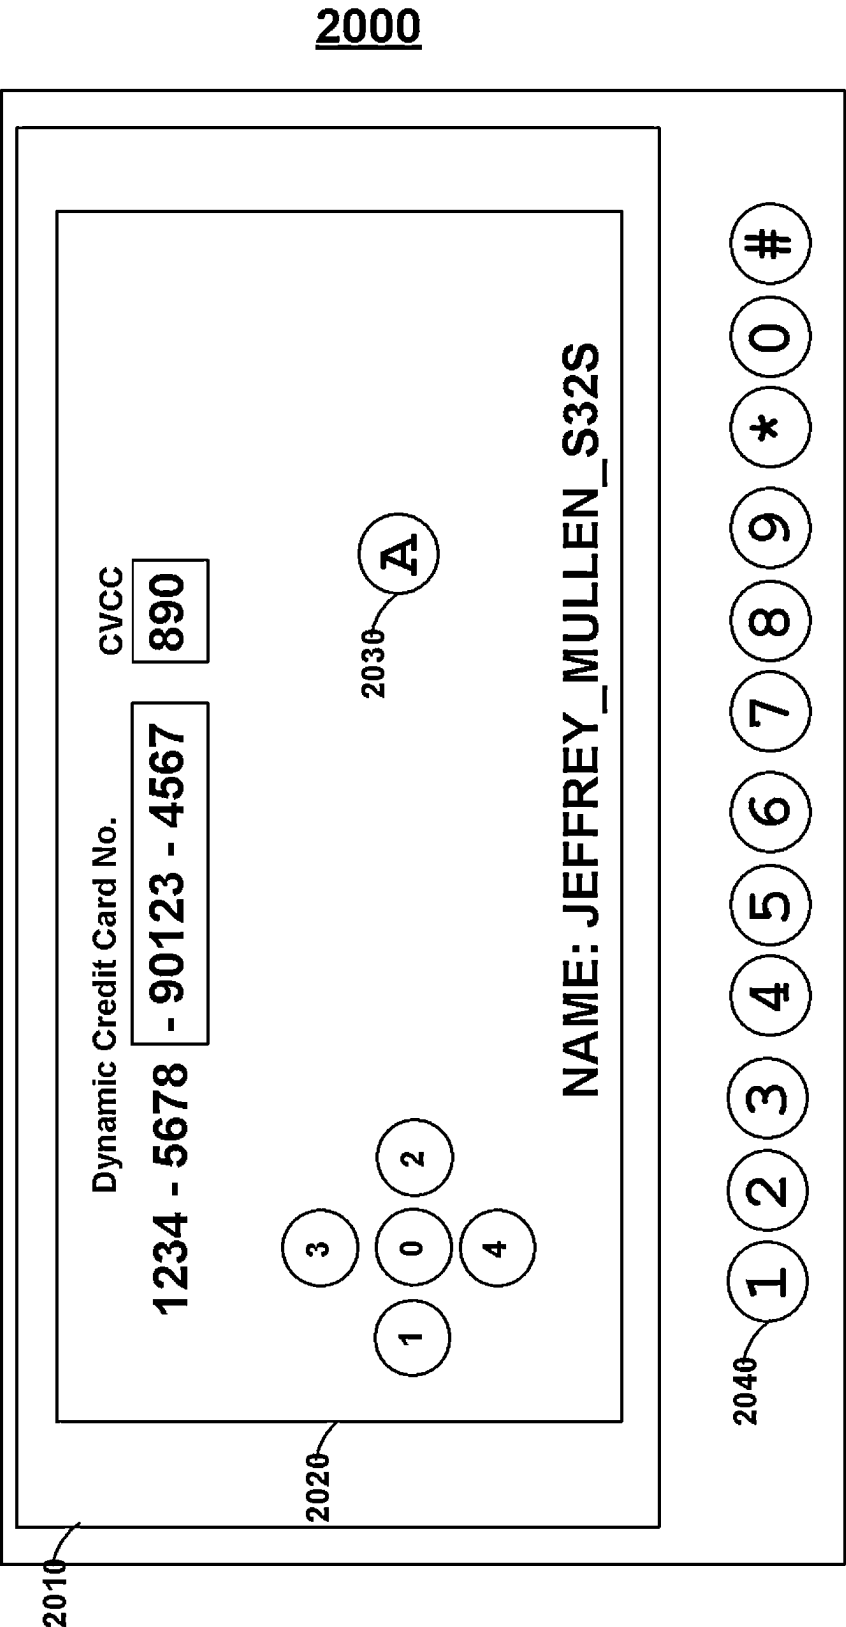 2000
2010
2020
Dynamic Credit Card No.
CVCC
1234 - 5678 - 90123 - 4567
890
3
1
0
2
4
A
2030
NAME: JEFFREY_MULLEN_S32S
2040
1 2 3 4 5 6 7 8 9 * 0 #